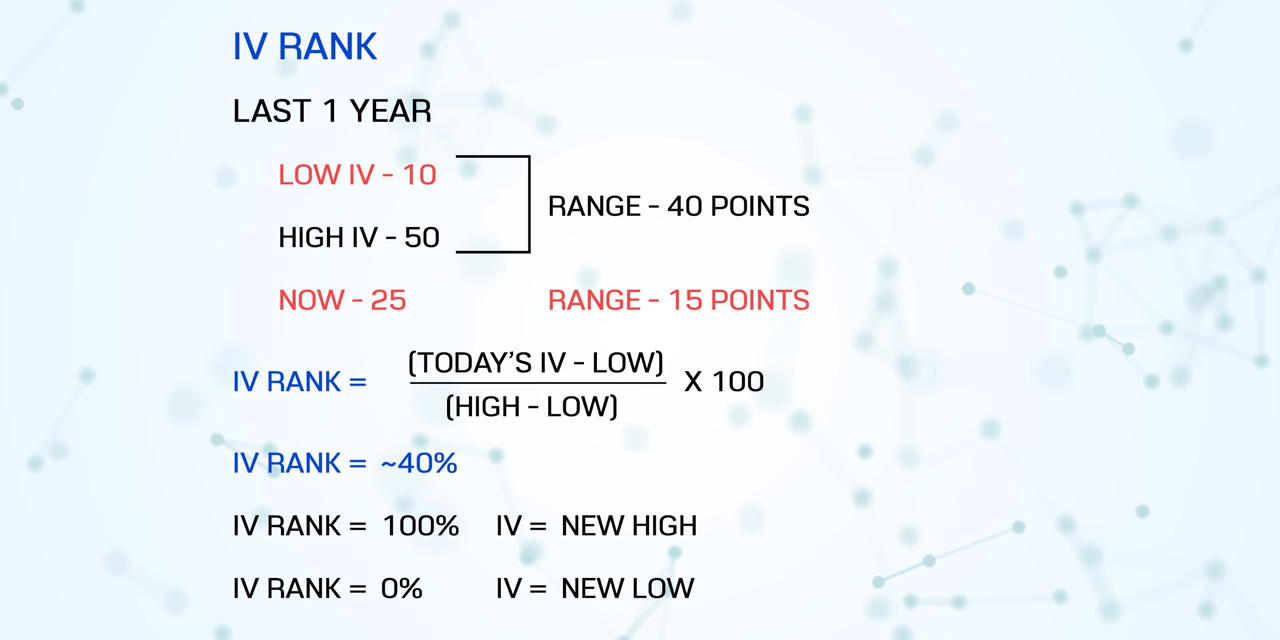 IV RANK
LAST 1 YEAR
LOW IV - 10
HIGH IV - 50
RANGE - 40 POINTS
NOW - 25
RANGE - 15 POINTS
IV RANK =
(TODAY'S IV - LOW)
(HIGH - LOW)
X 100
IV RANK = ~40%
IV RANK = 100% IV = NEW HIGH
IV RANK = 0% IV = NEW LOW